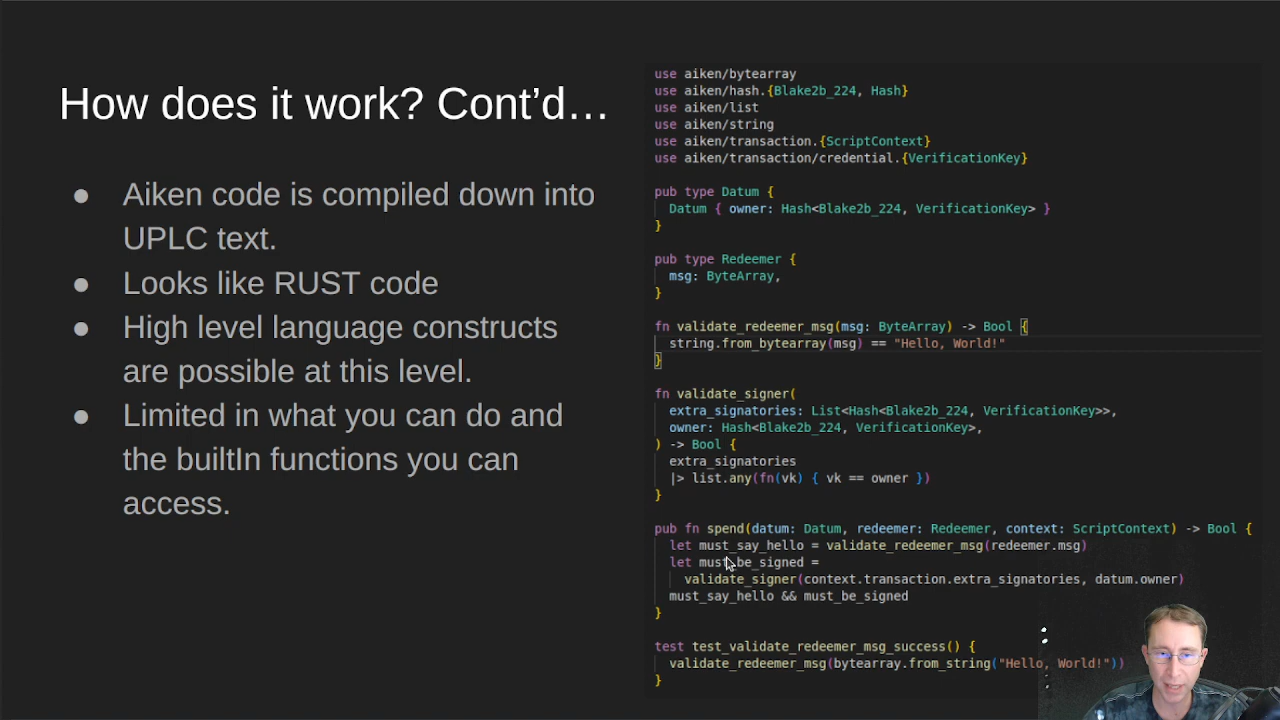 How does it work? Cont’d…
● Aiken code is compiled down into
UPLC text.
● Looks like RUST code
● High level language constructs
are possible at this level.
● Limited in what you can do and
the builtIn functions you can
access.
use aiken/bytearray
use aiken/hash.{Blake2b_224, Hash}
use aiken/list
use aiken/string
use aiken/transaction.{ScriptContext}
use aiken/transaction/credential.{VerificationKey}
pub type Datum {
Datum { owner: Hash<Blake2b_224, VerificationKey> }
}
pub type Redeemer {
msg: ByteArray,
}
fn validate_redeemer_msg(msg: ByteArray) -> Bool {
string.from_bytearray(msg) == "Hello, World!"
}
fn validate_signer(
extra_signatories: List<Hash<Blake2b_224, VerificationKey>>,
owner: Hash<Blake2b_224, VerificationKey>,
) -> Bool {
extra_signatories
|> list.any(fn(vk) { vk == owner })
}
pub fn spend(datum: Datum, redeemer: Redeemer, context: ScriptContext) -> Bool {
let must_say_hello = validate_redeemer_msg(redeemer.msg)
let must_be_signed =
validate_signer(context.transaction.extra_signatories, datum.owner)
must_say_hello && must_be_signed
}
test test_validate_redeemer_msg_success() {
validate_redeemer_msg(bytearray.from_string("Hello, World!"))
}